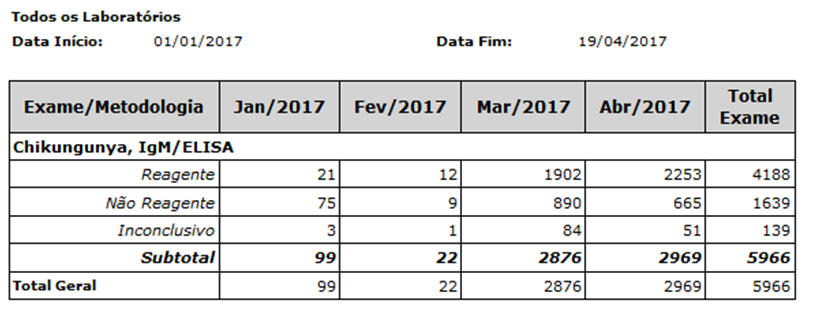 Todos os Laboratórios
Data Início: 01/01/2017 Data Fim: 19/04/2017
Exame/Metodologia Jan/2017 Fev/2017 Mar/2017 Abr/2017 Total Exame
Chikungunya, IgM/ELISA
Reagente 21 12 1902 2253 4188
Não Reagente 75 9 890 665 1639
Inconclusivo 3 1 84 51 139
Subtotal 99 22 2876 2969 5966
Total Geral 99 22 2876 2969 5966